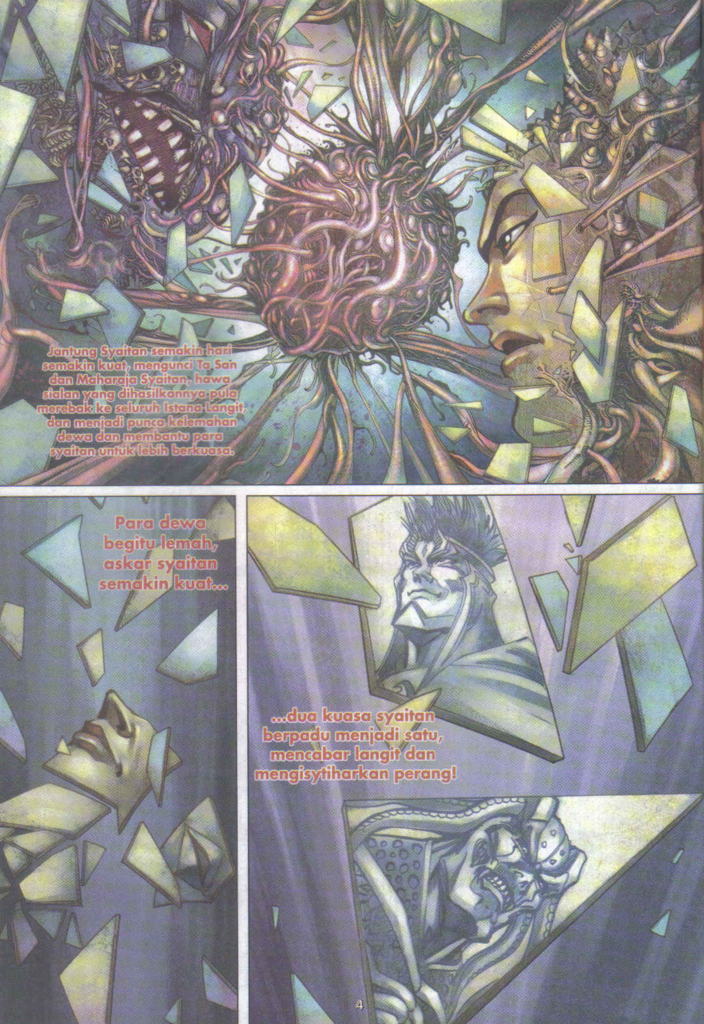 Jantung Syaitan semakin hari
semakin kuat, mengunci Ta San
dan Maharaja Syaitan, hawa
sialan yang dihasilkannya pula
merebak ke seluruh Istana Langit
dan menjadi punca kelemahan
dewa dan membantu para
syaitan untuk lebih berkuasa.
Para dewa
begitu lemah,
askar syaitan
semakin kuat...
...dua kuasa syaitan
berpadu menjadi satu,
mencabar langit dan
mengisytiharkan perang!
4